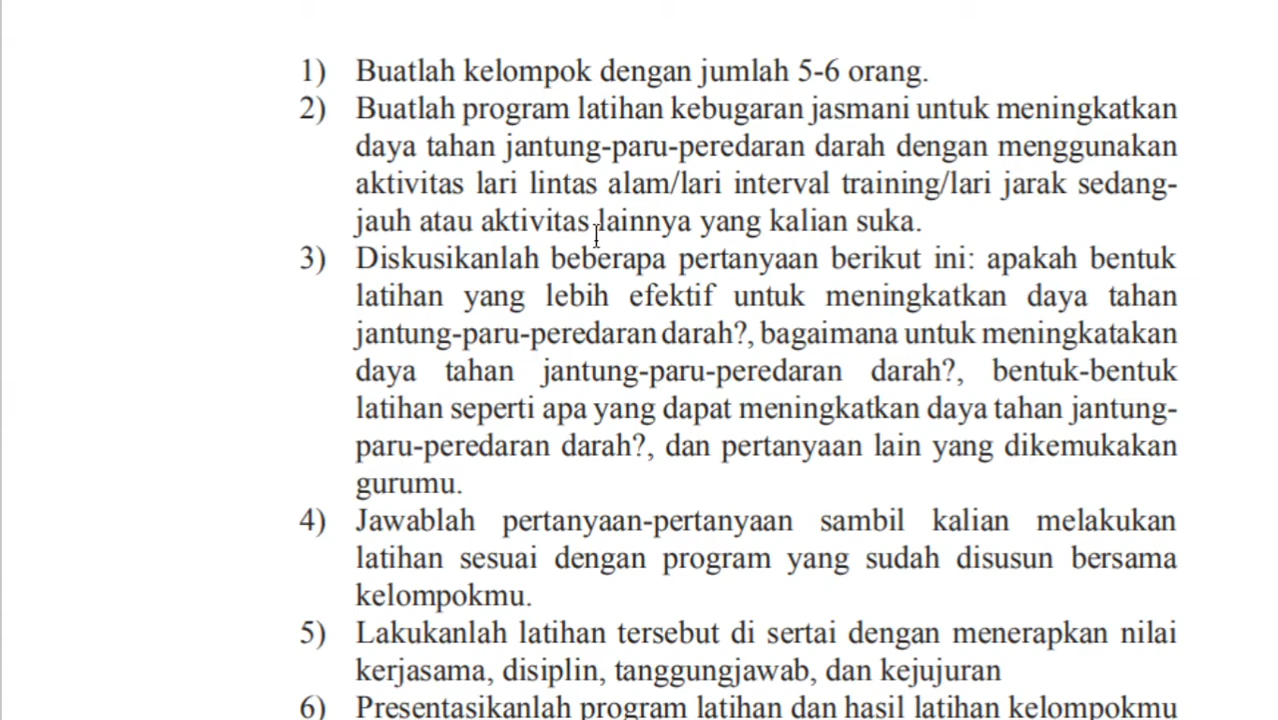 1) Buatlah kelompok dengan jumlah 5-6 orang.
2) Buatlah program latihan kebugaran jasmani untuk meningkatkan
daya tahan jantung-paru-peredaran darah dengan menggunakan
aktivitas lari lintas alam/lari interval training/lari jarak sedang-
jauh atau aktivitas lainnya yang kalian suka.
3) Diskusikanlah beberapa pertanyaan berikut ini: apakah bentuk
latihan yang lebih efektif untuk meningkatkan daya tahan
jantung-paru-peredaran darah?, bagaimana untuk meningkatakan
daya tahan jantung-paru-peredaran darah?, bentuk-bentuk
latihan seperti apa yang dapat meningkatkan daya tahan jantung-
paru-peredaran darah?, dan pertanyaan lain yang dikemukakan
gurumu.
4) Jawablah pertanyaan-pertanyaan sambil kalian melakukan
latihan sesuai dengan program yang sudah disusun bersama
kelompokmu.
5) Lakukanlah latihan tersebut di sertai dengan menerapkan nilai
kerjasama, disiplin, tanggungjawab, dan kejujuran
6) Presentasikanlah program latihan dan hasil latihan kelompokmu